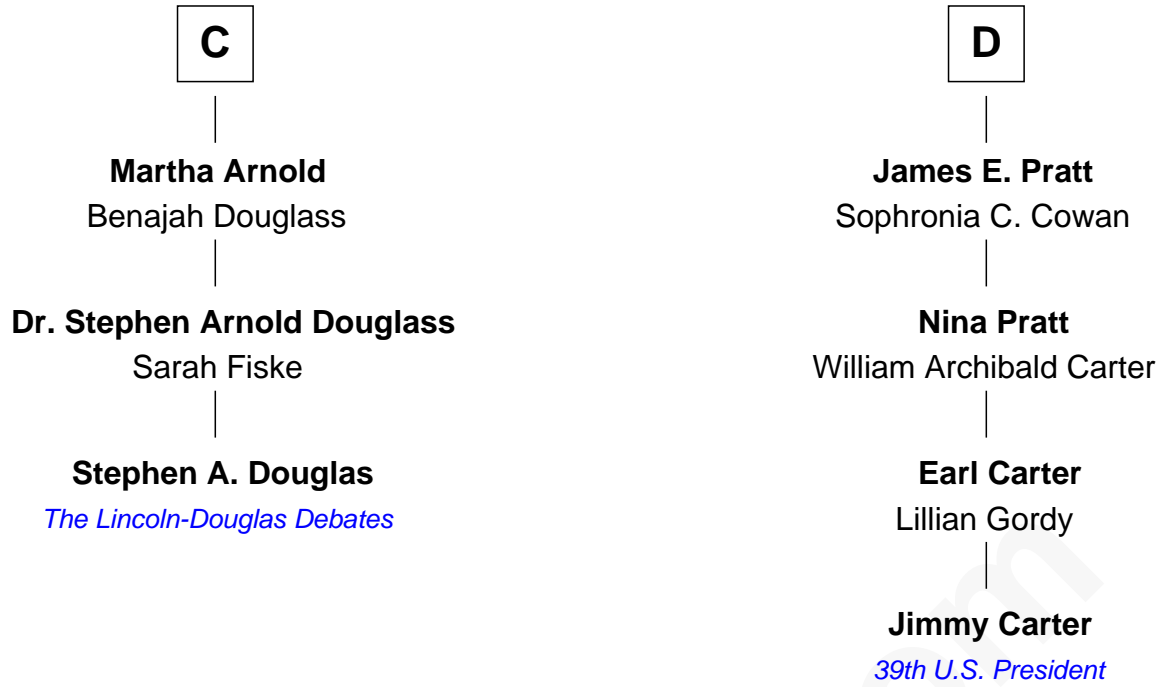 C
Martha Arnold
Benajah Douglass
Dr. Stephen Arnold Douglass
Sarah Fiske
Stephen A. Douglas
The Lincoln-Douglas Debates
D
James E. Pratt
Sophronia C. Cowan
Nina Pratt
William Archibald Carter
Earl Carter
Lillian Gordy
Jimmy Carter
39th U.S. President